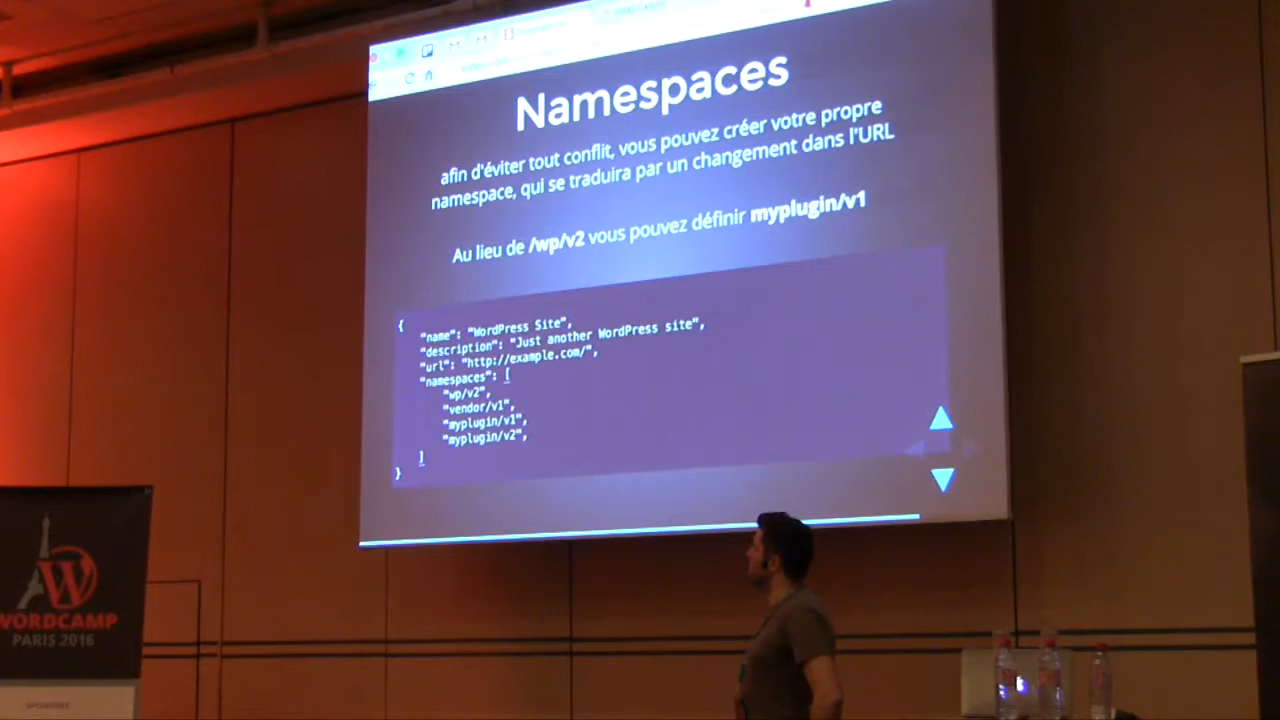 Namespaces
afin d'éviter tout conflit, vous pouvez créer votre propre
namespace, qui se traduira par un changement dans l'URL
Au lieu de /wp/v2 vous pouvez définir myplugin/v1
{
"name": "WordPress Site",
"description": "Just another WordPress site",
"url": "http://example.com/",
"namespaces": [
"wp/v2",
"vendor/v1",
"myplugin/v1",
"myplugin/v2",
]
}
W
WORDCAMP
PARIS 2016
SPONSORS